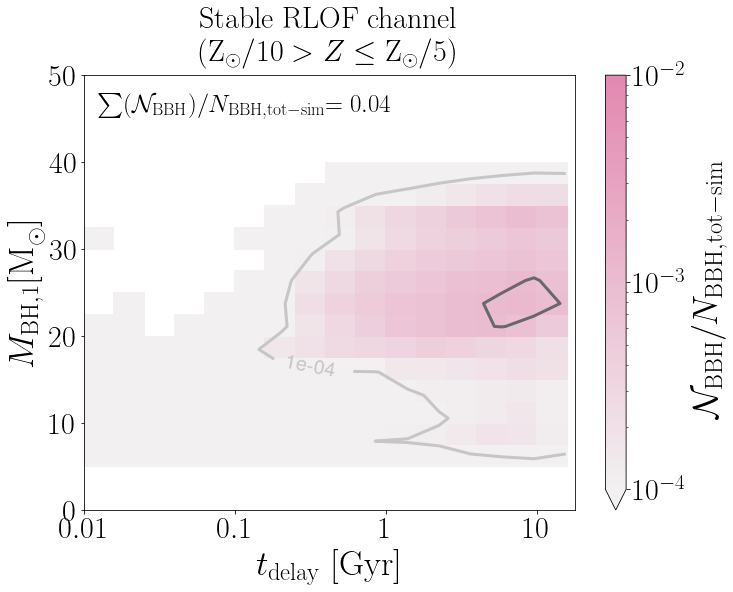 Stable RLOF channel
(Z☉/10 > Z ≤ Z☉/5)
∑(𝒩BBH)/NBBH,tot−sim= 0.04
50
40
30
20
10
0
MBH,1[M☉]
1e-04
0.01
0.1
1
10
tdelay [Gyr]
10⁻²
10⁻³
10⁻⁴
𝒩BBH/NBBH,tot−sim